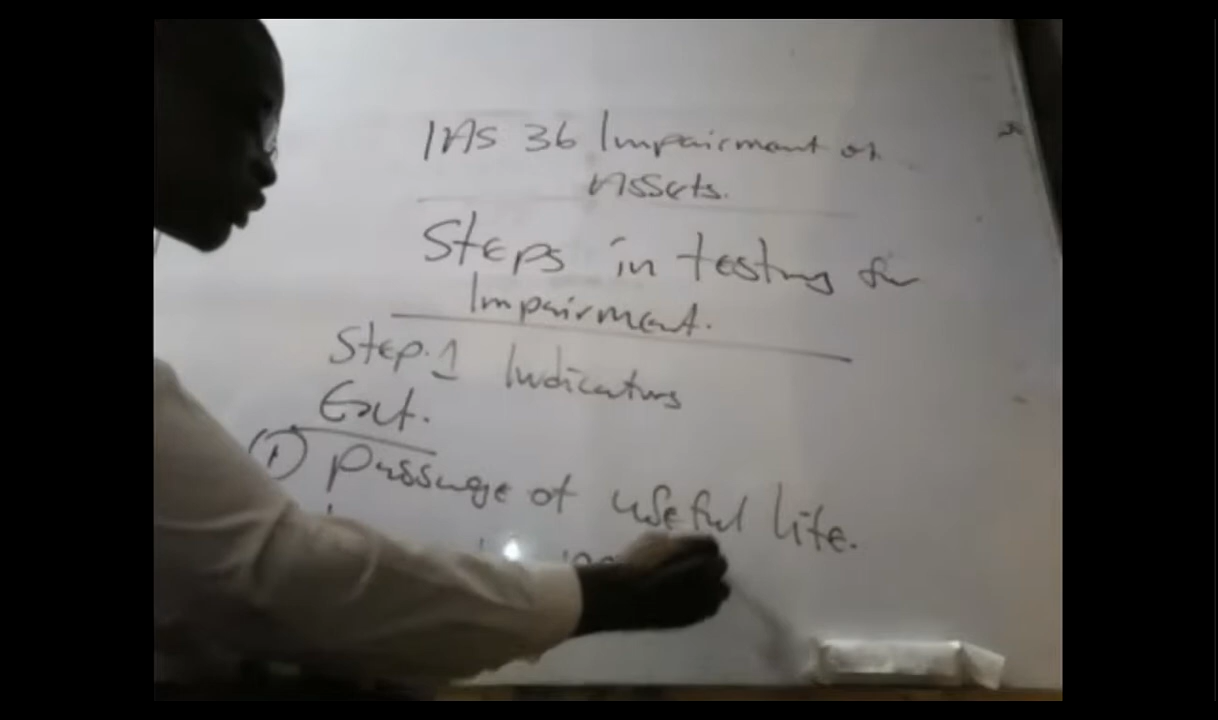 IAS 36 Impairment of
Assets.
Steps in testing for
Impairment.
Step.1 Indicators
Ext.
(1) passage of useful life.